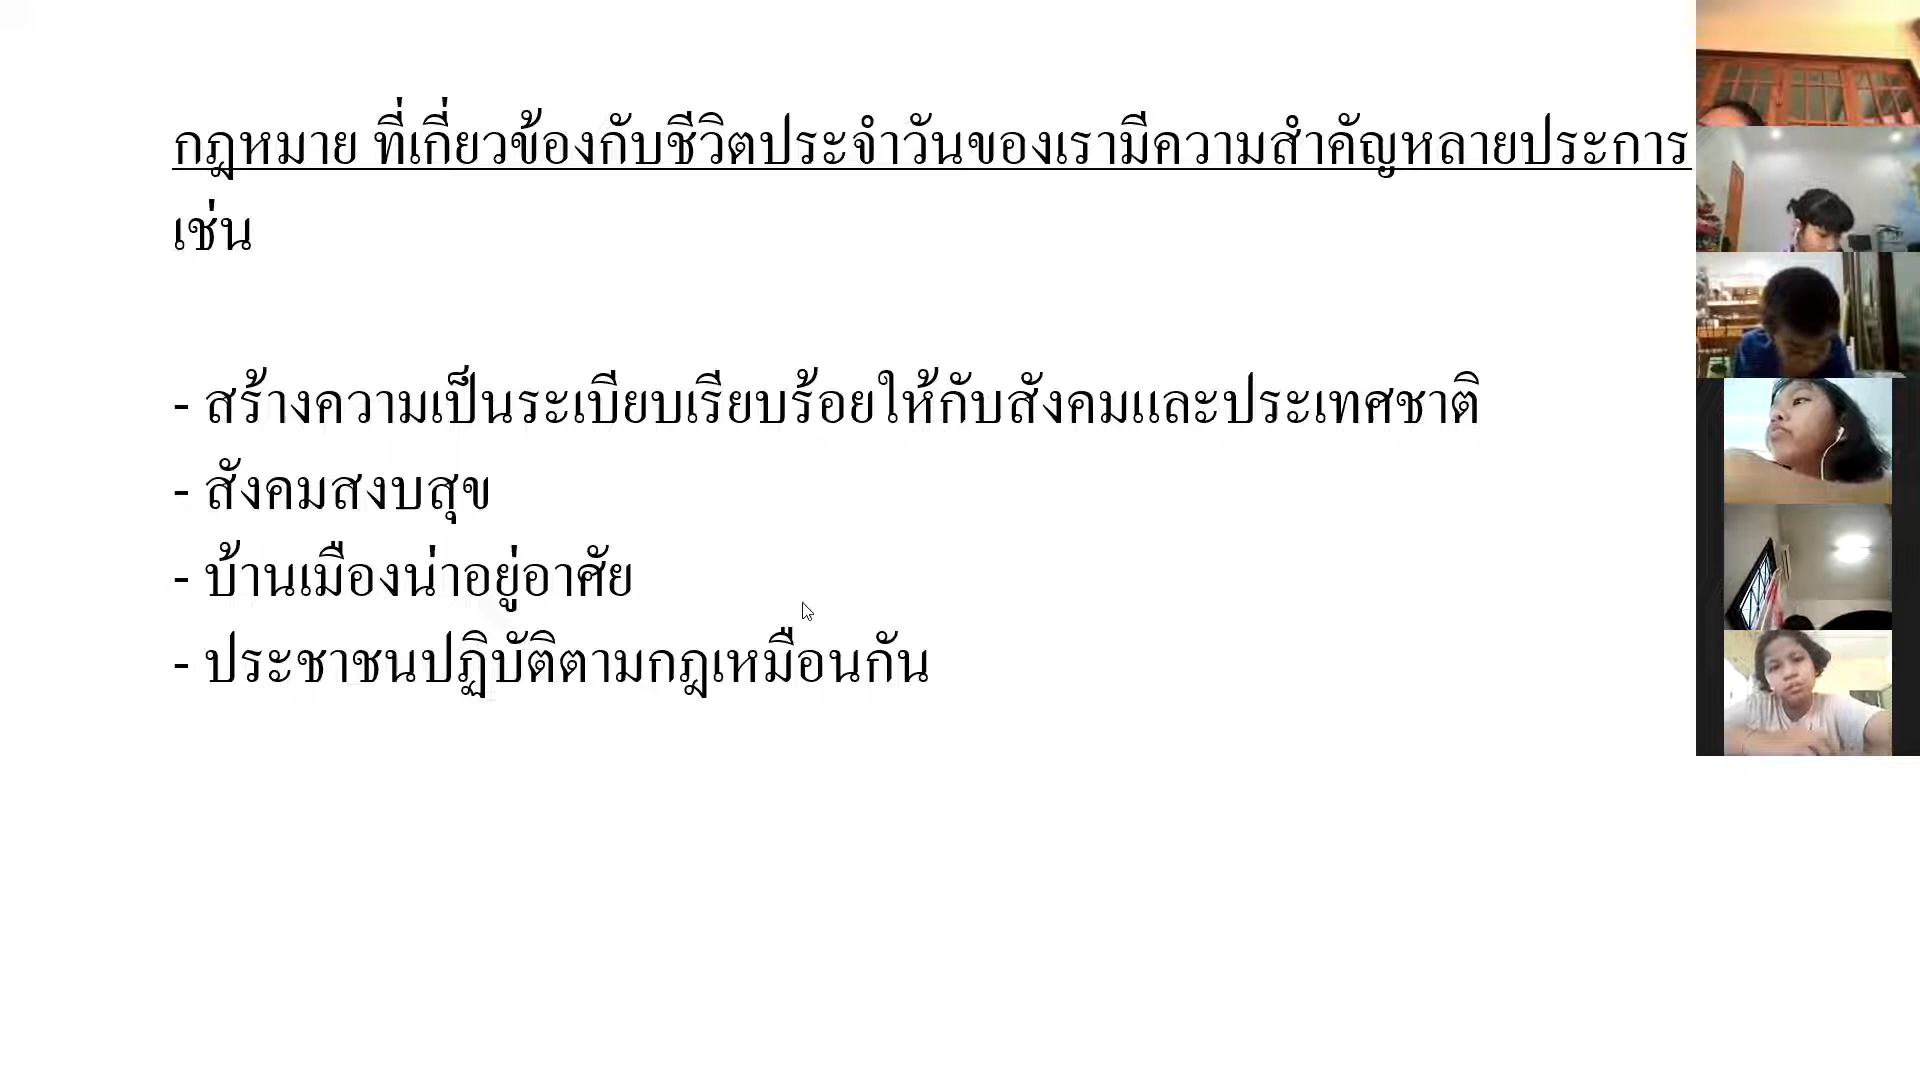 กฎหมาย ที่เกี่ยวข้องกับชีวิตประจำวันของเรามีความสำคัญหลายประการ
เช่น
- สร้างความเป็นระเบียบเรียบร้อยให้กับสังคมและประเทศชาติ
- สังคมสงบสุข
- บ้านเมืองน่าอยู่อาศัย
- ประชาชนปฏิบัติตามกฎเหมือนกัน